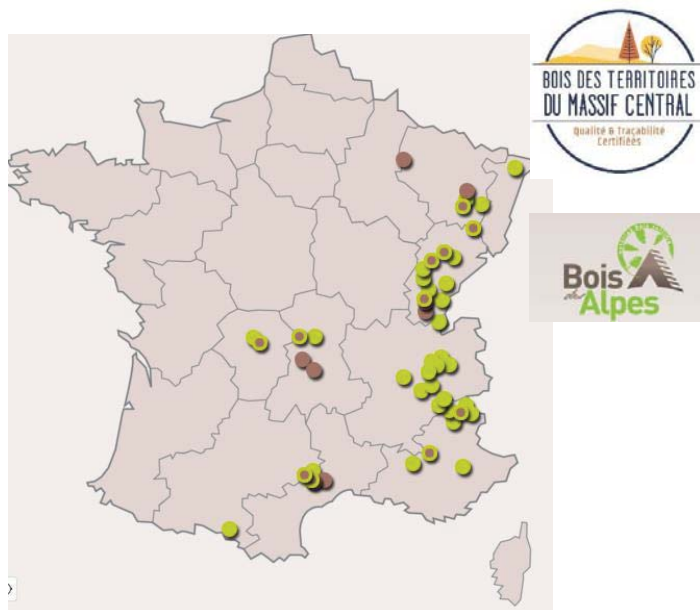 BOIS DES TERRITOIRES
DU MASSIF CENTRAL
Qualité & Traçabilité
Certifiées
Bois
des
Alpes